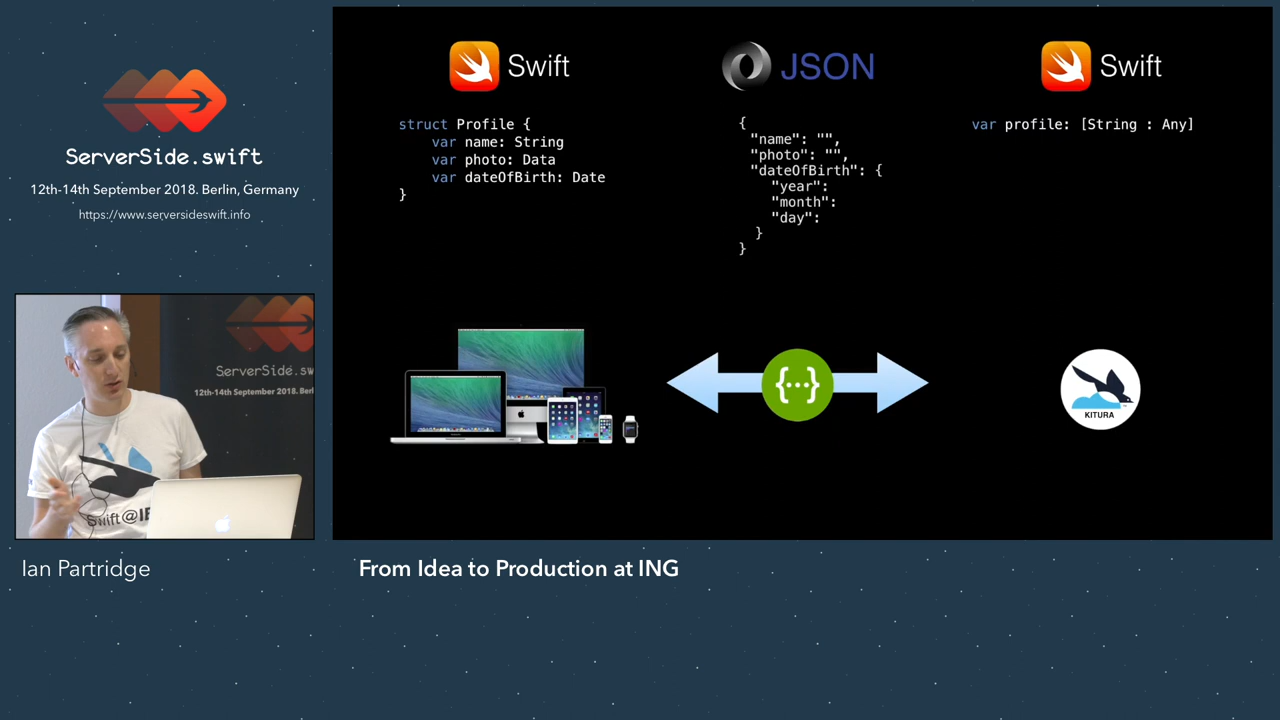 ServerSide.swift
12th-14th September 2018. Berlin, Germany
https://www.serversideswift.info
Swift
struct Profile {
var name: String
var photo: Data
var dateOfBirth: Date
}
JSON
{
"name": "",
"photo": "",
"dateOfBirth": {
"year":
"month":
"day":
}
}
Swift
var profile: [String : Any]
{···}
KITURA
ServerSide.sw
12th-14th September 2018. Berl
Swift@IB
Ian Partridge
From Idea to Production at ING